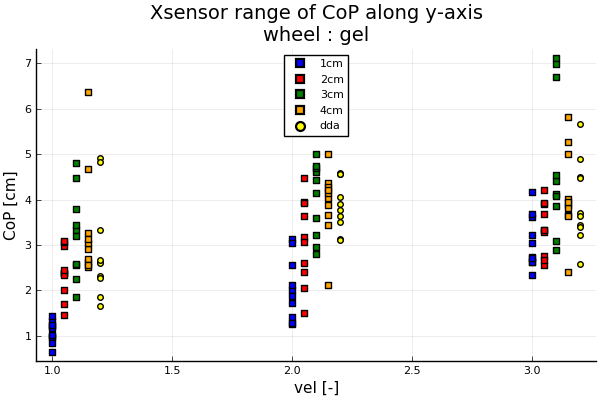 Xsensor range of CoP along y-axis
wheel : gel
CoP [cm]
7
6
5
4
3
2
1
1cm
2cm
3cm
4cm
dda
1.0 1.5 2.0 2.5 3.0
vel [-]